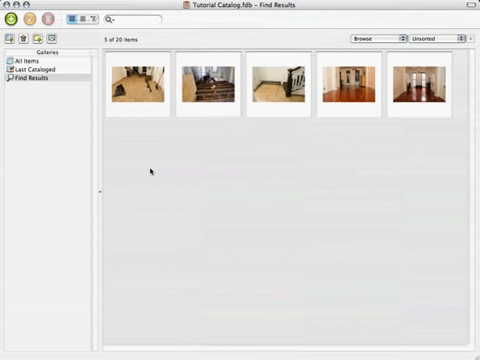 Tutorial Catalog.fdb – Find Results
Galleries
5 of 20 items
Browse
Unsorted
All Items
Last Cataloged
Find Results